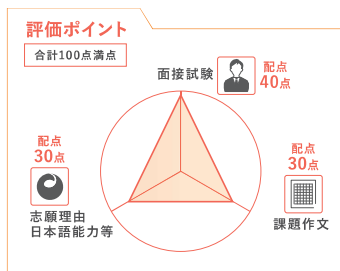 評価ポイント
合計100点満点
面接試験
配点
40点
配点
30点
志願理由
日本語能力等
配点
30点
課題作文